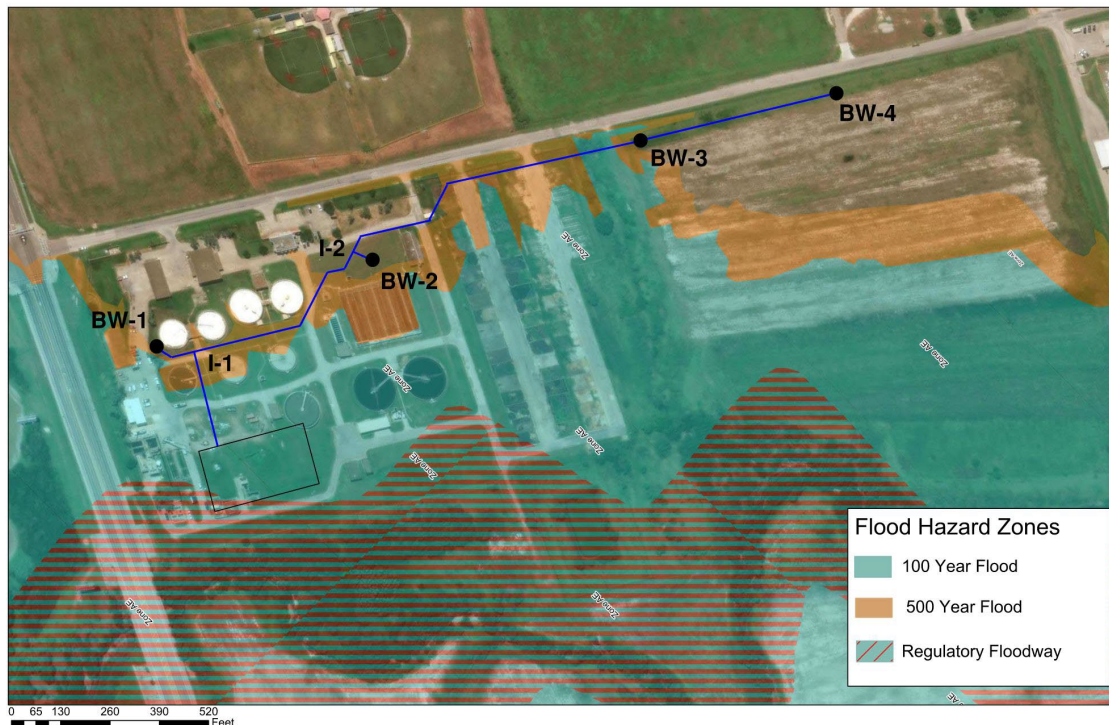 BW-4
BW-3
Zone AE
I-2
BW-2
BW-1
I-1
Zone AE
Zone AE
Zone AE
Zone AE
Zone AE
Zone AE
Zone AE
Flood Hazard Zones
100 Year Flood
500 Year Flood
Regulatory Floodway
0 65 130 260 390 520
Feet